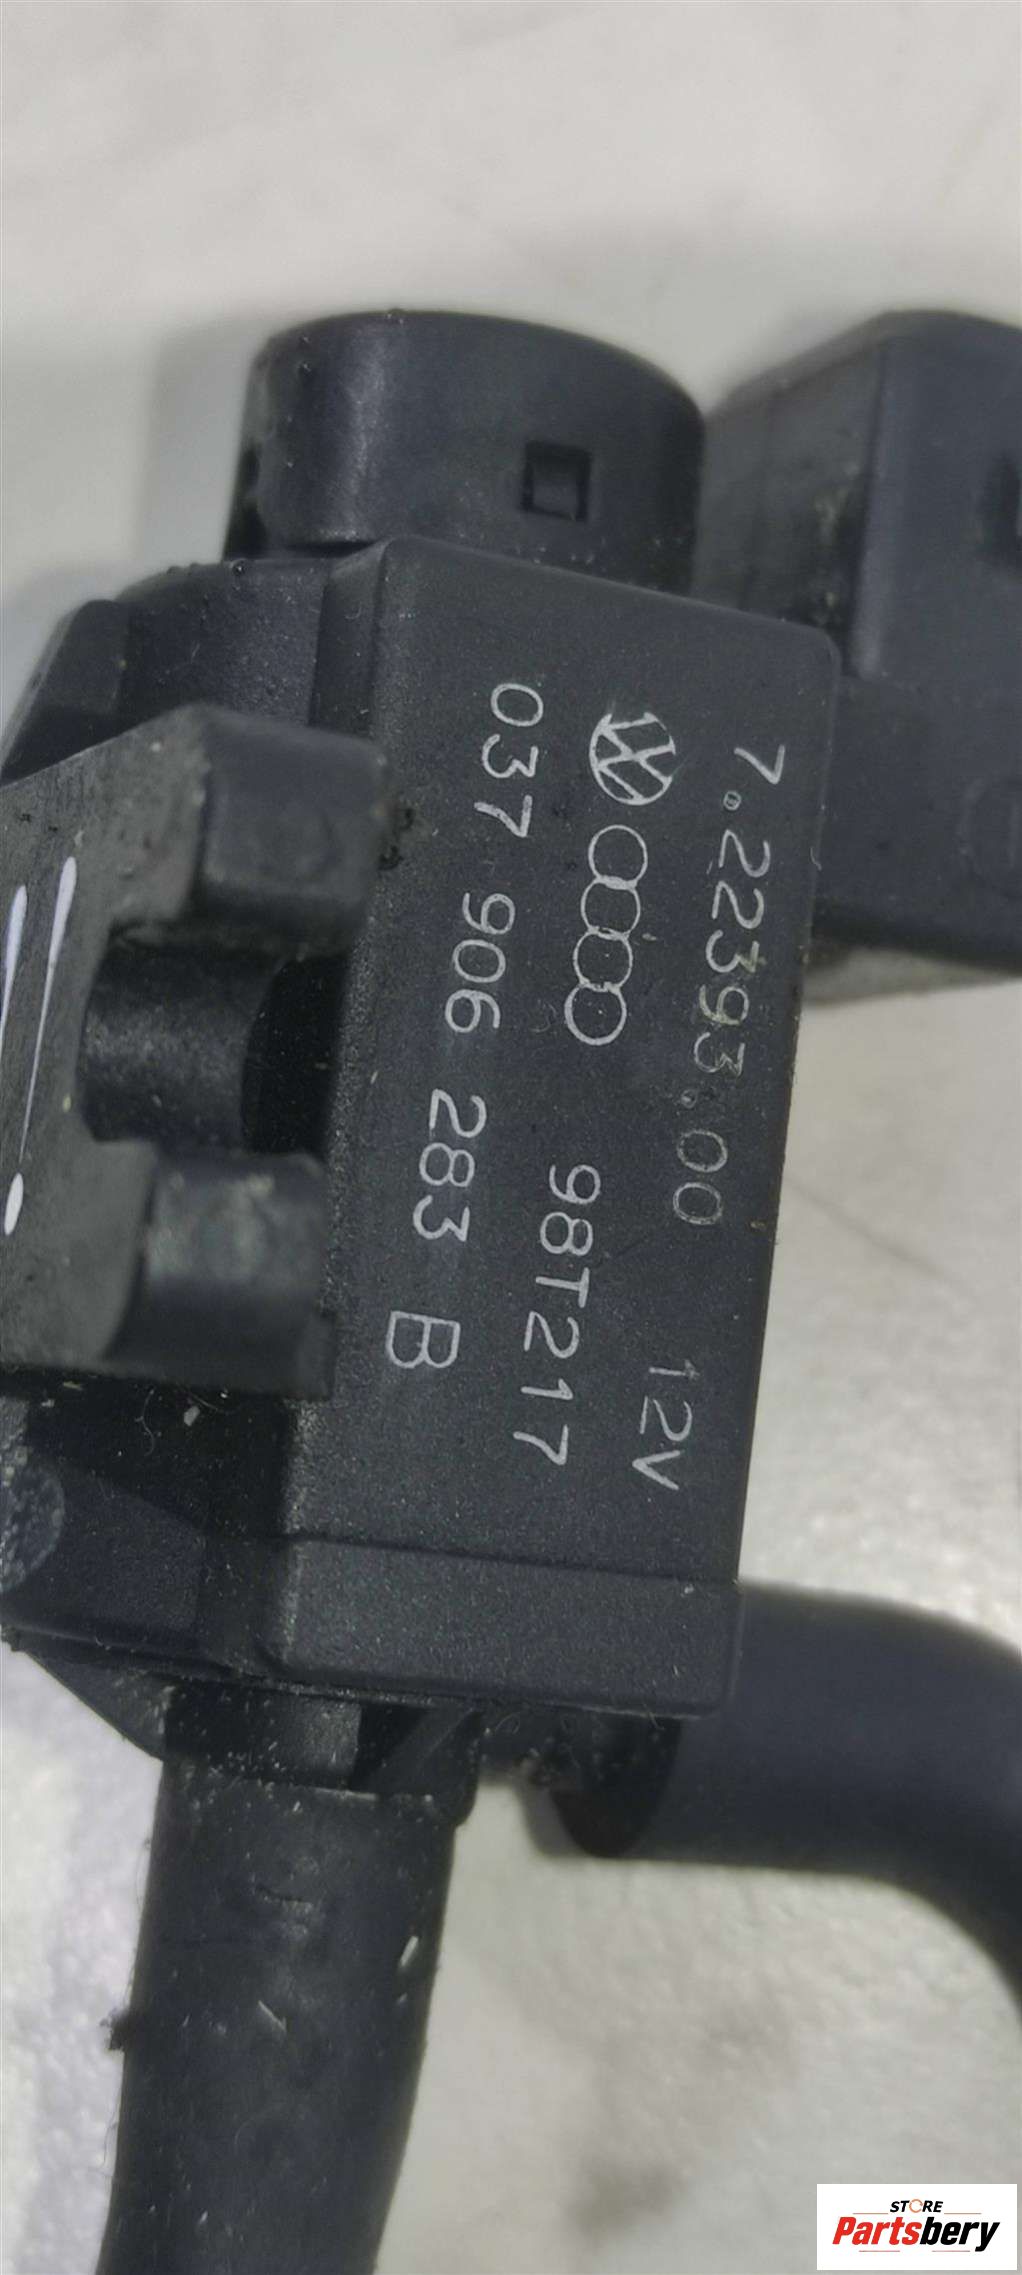 7.22393.00 12V
98T217
037 906 283 B
STORE
Partsbery